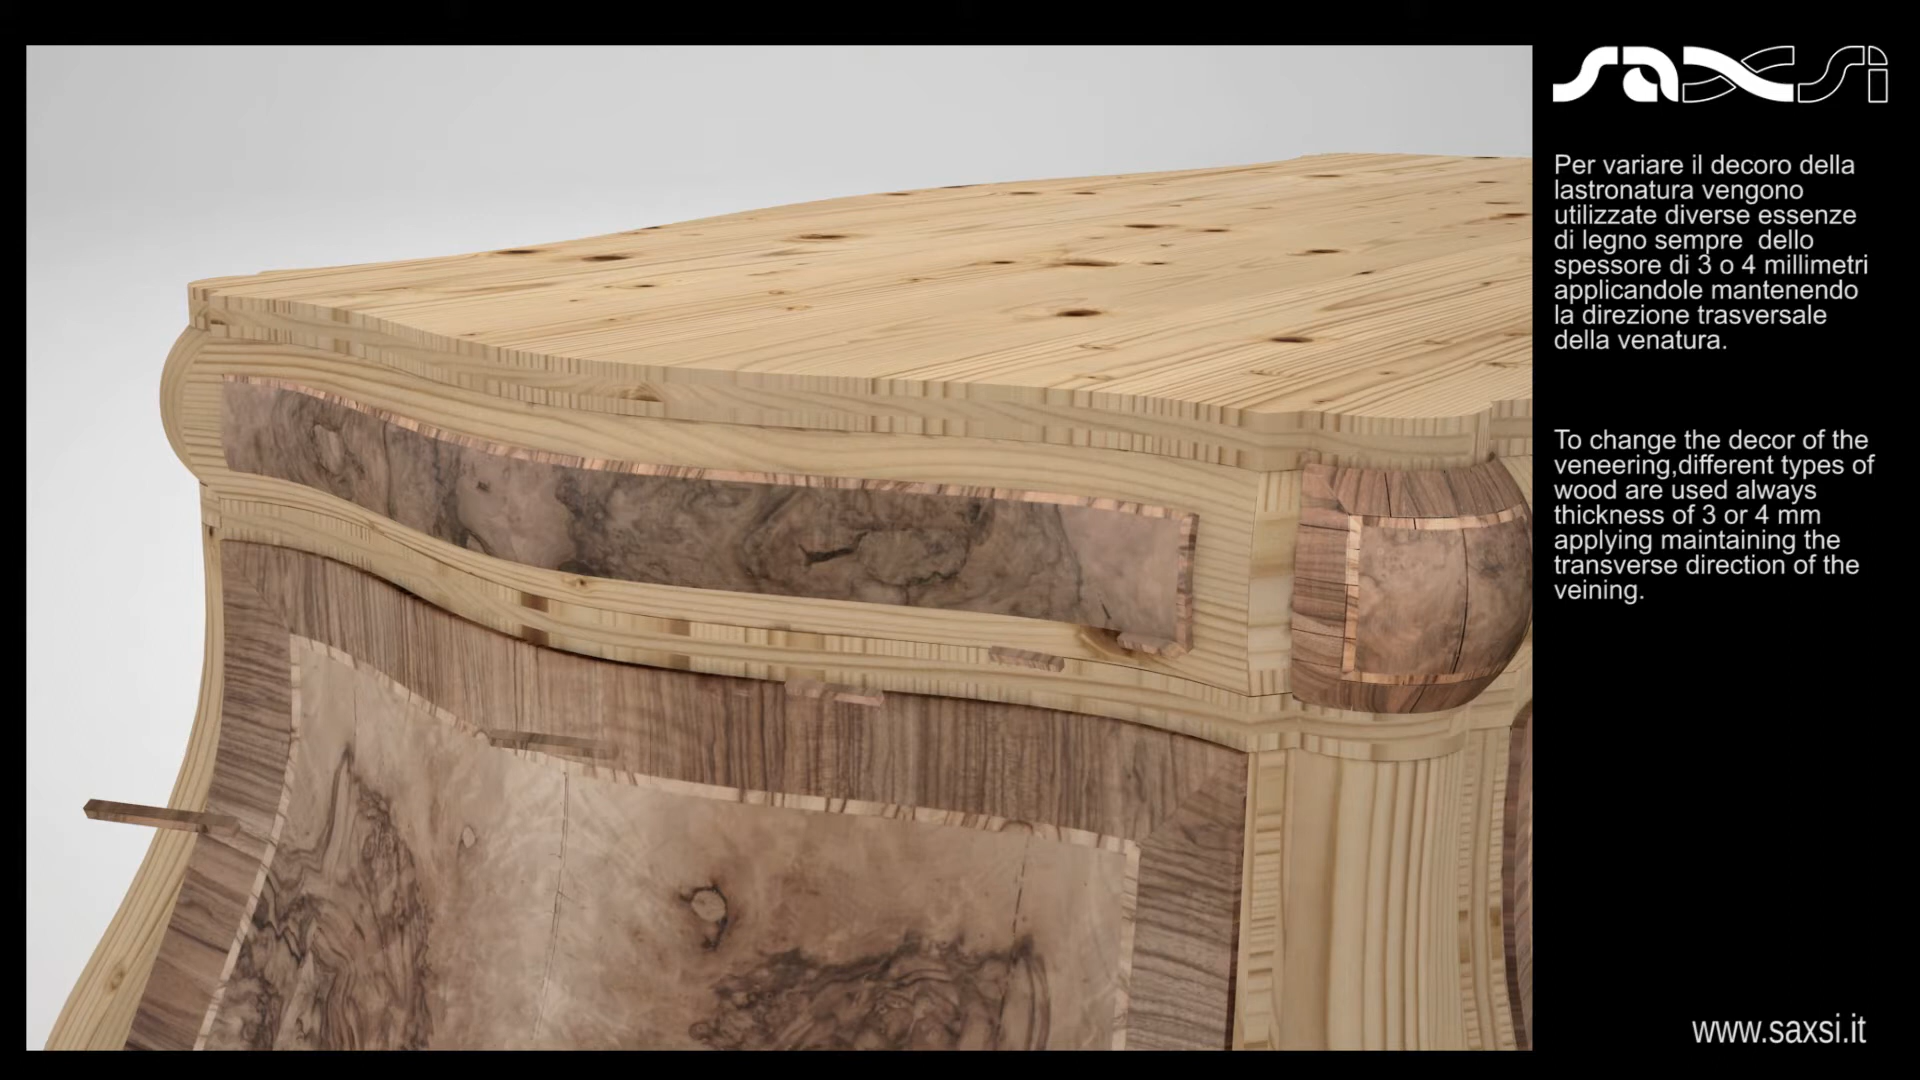 saxsi
Per variare il decoro della
lastronatura vengono
utilizzate diverse essenze
di legno sempre  dello
spessore di 3 o 4 millimetri
applicandole mantenendo
la direzione trasversale
della venatura.
To change the decor of the
veneering,different types of
wood are used always
thickness of 3 or 4 mm
applying maintaining the
transverse direction of the
veining.
www.saxsi.it